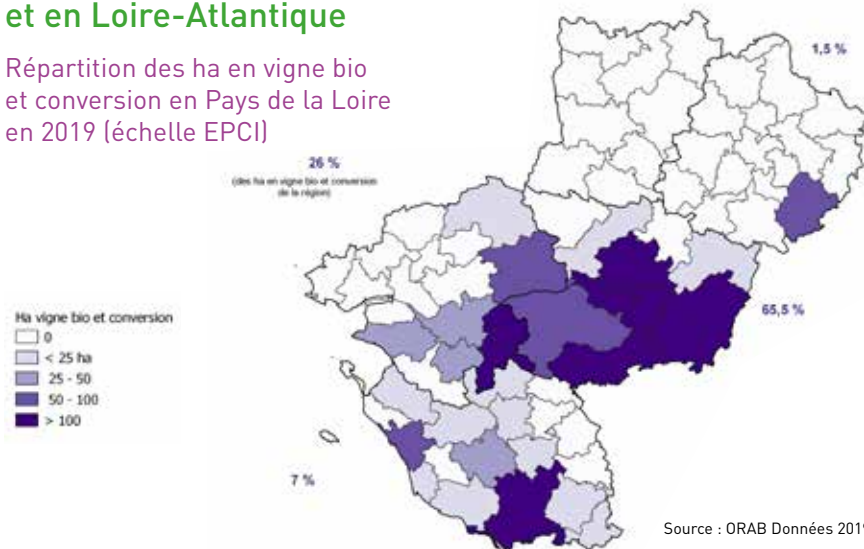 et en Loire-Atlantique
Répartition des ha en vigne bio
et conversion en Pays de la Loire
en 2019 (échelle EPCI)
1,5 %
26 %
(des ha en vigne bio et conversion
de la région)
Ha vigne bio et conversion
0
< 25 ha
25 - 50
50 - 100
> 100
65,5 %
7 %
Source : ORAB Données 2019